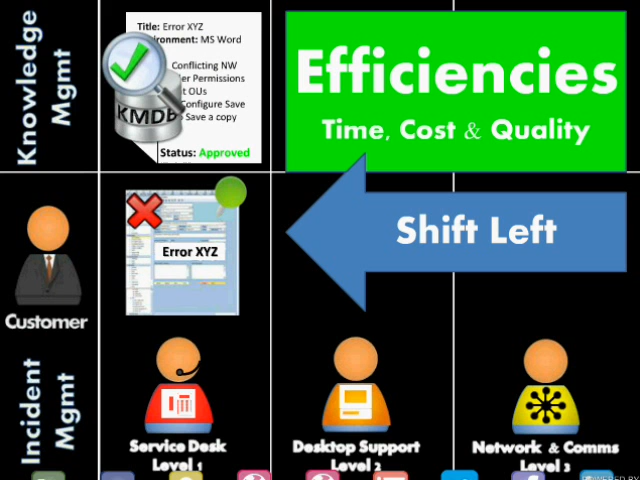 Knowledge
Mgmt
Title: Error XYZ
ronment: MS Word
Conflicting NW
er Permissions
t OUs
Configure Save
Save a copy
KMDB
Status: Approved
Efficiencies
Time, Cost & Quality
Shift Left
Error XYZ
Customer
Incident
Mgmt
Service Desk
Level 1
Desktop Support
Level 2
Network & Comms
Level 3
POWERED BY